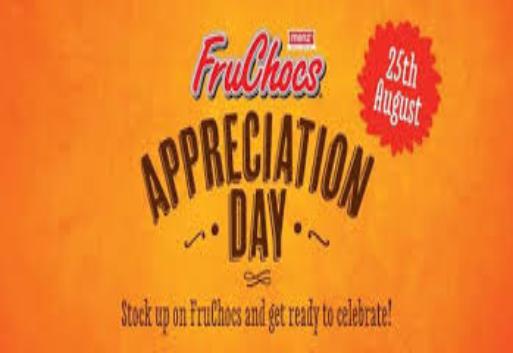 menz
FruChocs
25th
August
APPRECIATION
DAY
Stock up on FruChocs and get ready to celebrate!